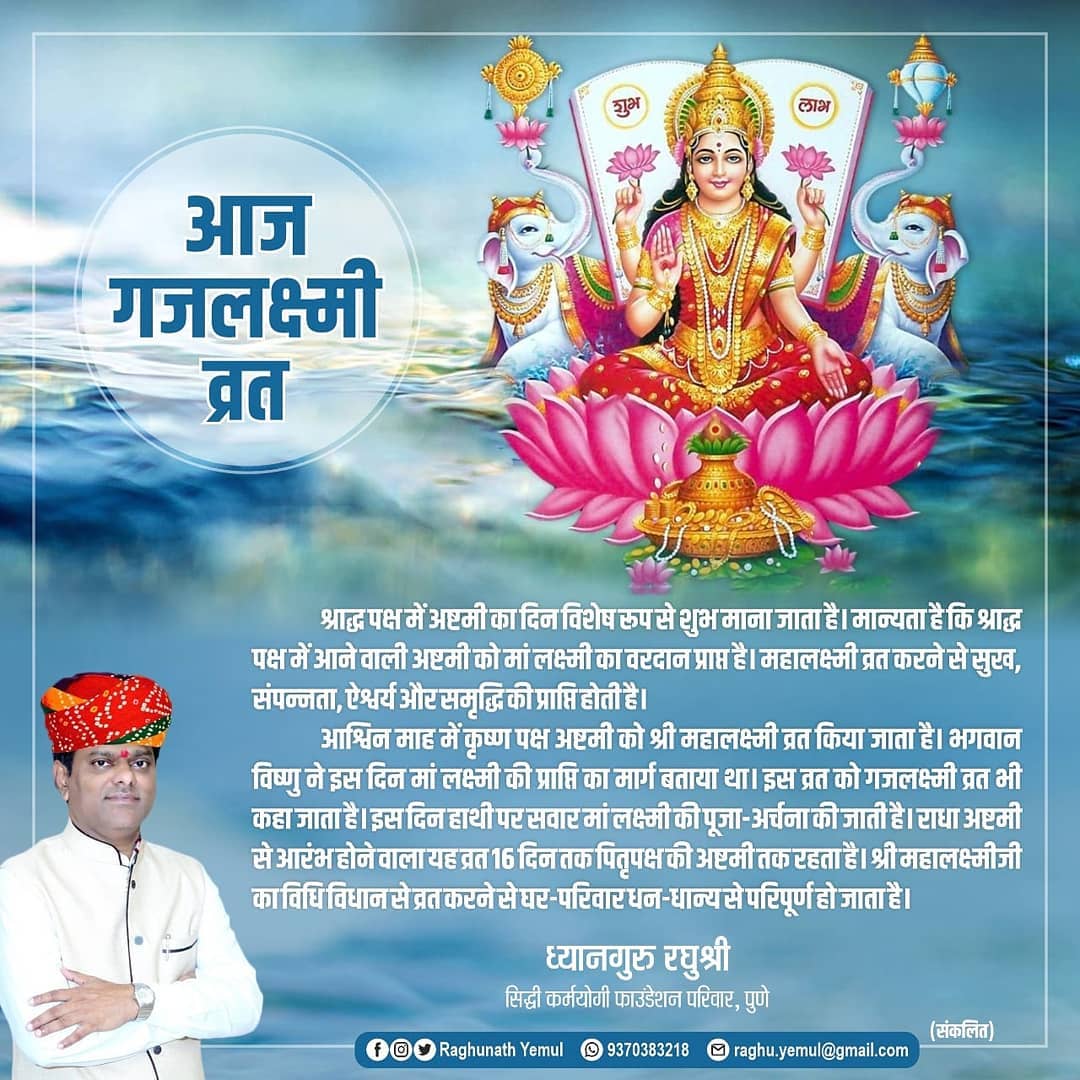 शुभ
लाभ
आज
गजलक्ष्मी
व्रत
श्राद्ध पक्ष में अष्टमी का दिन विशेष रूप से शुभ माना जाता है। मान्यता है कि श्राद्ध
पक्ष में आने वाली अष्टमी को मां लक्ष्मी का वरदान प्राप्त है। महालक्ष्मी व्रत करने से सुख,
संपन्नता, ऐश्वर्य और समृद्धि की प्राप्ति होती है।
आश्विन माह में कृष्ण पक्ष अष्टमी को श्री महालक्ष्मी व्रत किया जाता है। भगवान
विष्णु ने इस दिन मां लक्ष्मी की प्राप्ति का मार्ग बताया था। इस व्रत को गजलक्ष्मी व्रत भी
कहा जाता है। इस दिन हाथी पर सवार मां लक्ष्मी की पूजा-अर्चना की जाती है। राधा अष्टमी
से आरंभ होने वाला यह व्रत 16 दिन तक पितृपक्ष की अष्टमी तक रहता है। श्री महालक्ष्मीजी
का विधि विधान से व्रत करने से घर-परिवार धन-धान्य से परिपूर्ण हो जाता है।
ध्यानगुरु रघुश्री
सिद्धी कर्मयोगी फाउंडेशन परिवार, पुणे
(संकलित)
Raghunath Yemul 9370383218 raghu.yemul@gmail.com